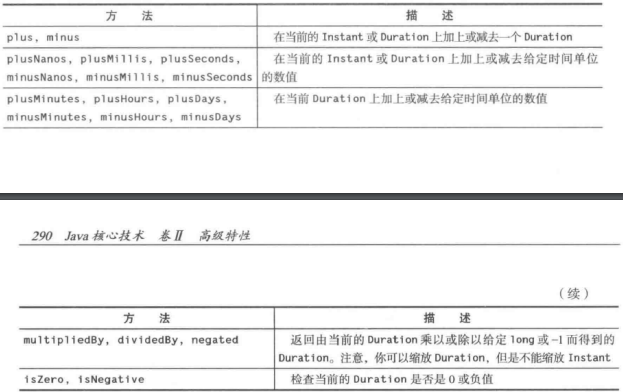 方 法 描 述
plus, minus 在当前的 Instant 或 Duration 上加上或减去一个 Duration
plusNanos, plusMillis, plusSeconds, 在当前的 Instant 或 Duration 上加上或减去给定时间单位
minusNanos, minusMillis, minusSeconds 的数值
plusMinutes, plusHours, plusDays, 在当前 Duration 上加上或减去给定时间单位的数值
minusMinutes, minusHours, minusDays
290 Java 核心技术 卷Ⅱ 高级特性
（续）
方 法 描 述
multipliedBy, dividedBy, negated 返回由当前的 Duration 乘以或除以给定 long 或 -1 而得到的
Duration。注意，你可以缩放 Duration，但是不能缩放 Instant
isZero, isNegative 检查当前的 Duration 是否是 0 或负值